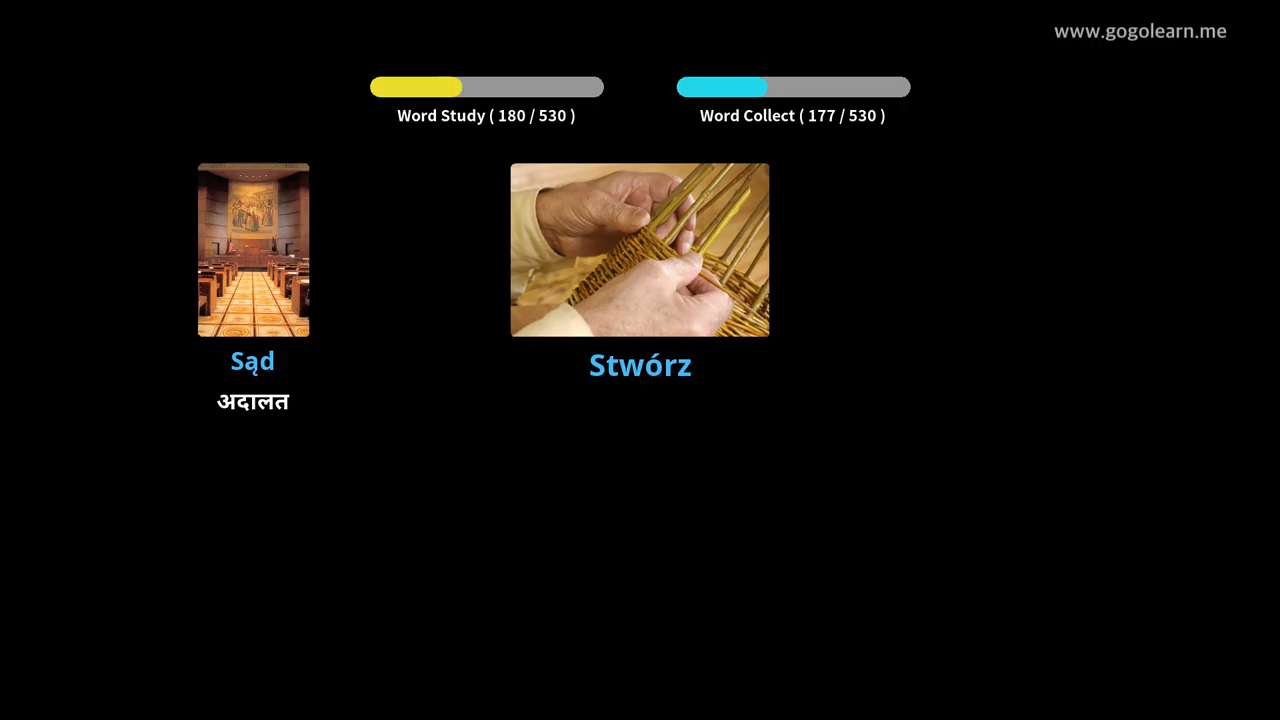 www.gogolearn.me
Word Study ( 180 / 530 )
Word Collect ( 177 / 530 )
Sąd
अदालत
Stwórz